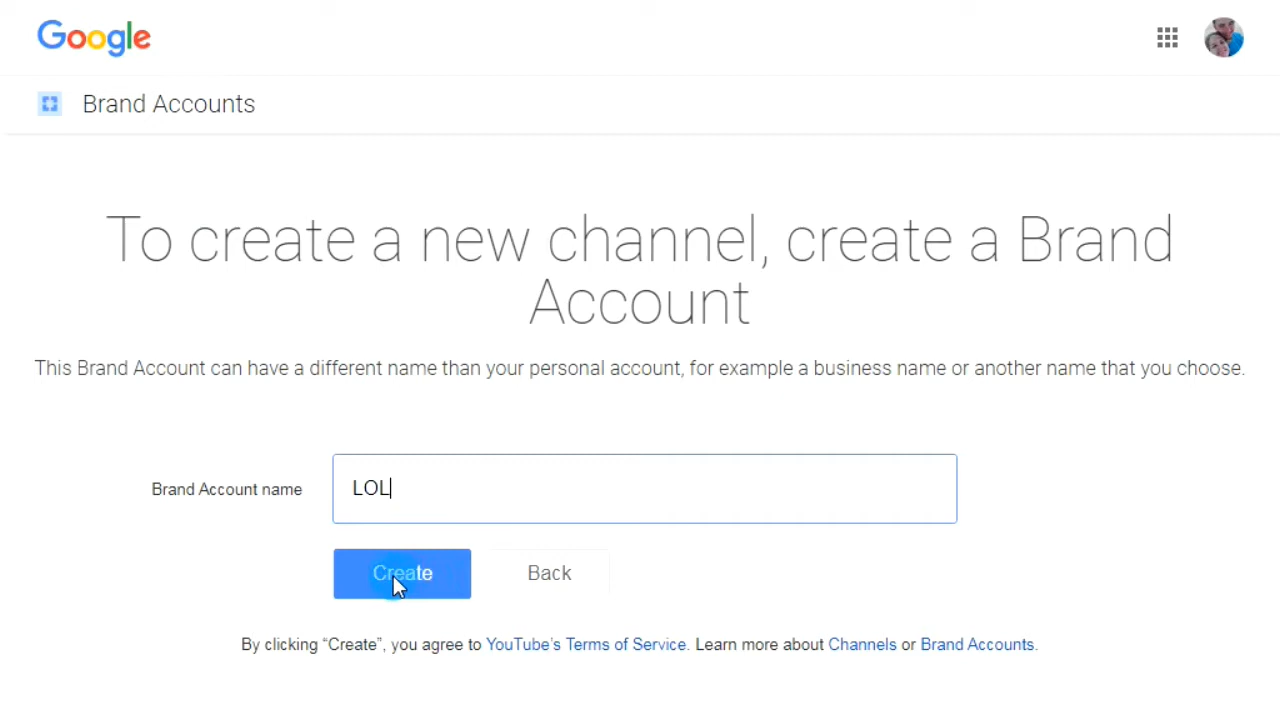 Google
Brand Accounts
To create a new channel, create a Brand
Account
This Brand Account can have a different name than your personal account, for example a business name or another name that you choose.
Brand Account name
LOL
Create
Back
By clicking “Create”, you agree to YouTube’s Terms of Service. Learn more about Channels or Brand Accounts.